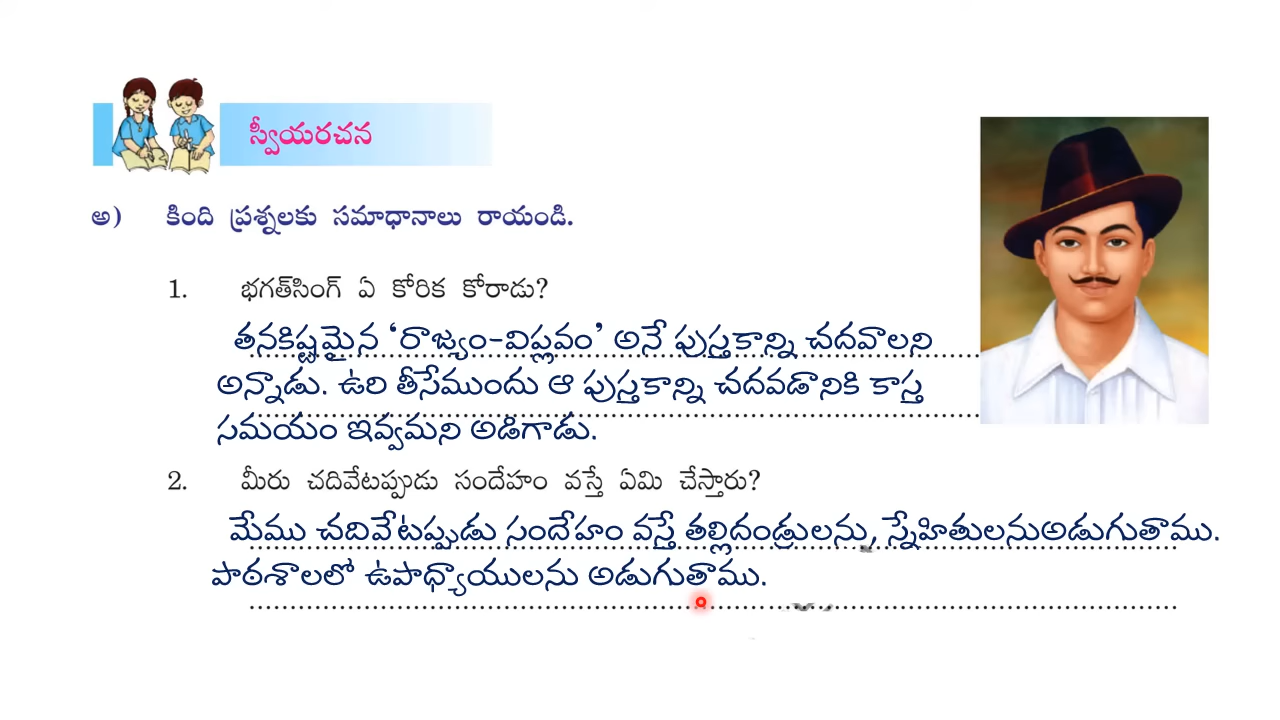 స్వీయరచన
అ) కింది ప్రశ్నలకు సమాధానాలు రాయండి.
1. భగత్‌సింగ్ ఏ కోరిక కోరాడు?
తనకిష్టమైన ‘రాజ్యం-విప్లవం’ అనే పుస్తకాన్ని చదవాలని
అన్నాడు. ఉరి తీసేముందు ఆ పుస్తకాన్ని చదవడానికి కాస్త
సమయం ఇవ్వమని అడిగాడు.
2. మీరు చదివేటప్పుడు సందేహం వస్తే ఏమి చేస్తారు?
మేము చదివేటప్పుడు సందేహం వస్తే తల్లిదండ్రులను, స్నేహితులనుఅడుగుతాము.
పాఠశాలలో ఉపాధ్యాయులను అడుగుతాము.